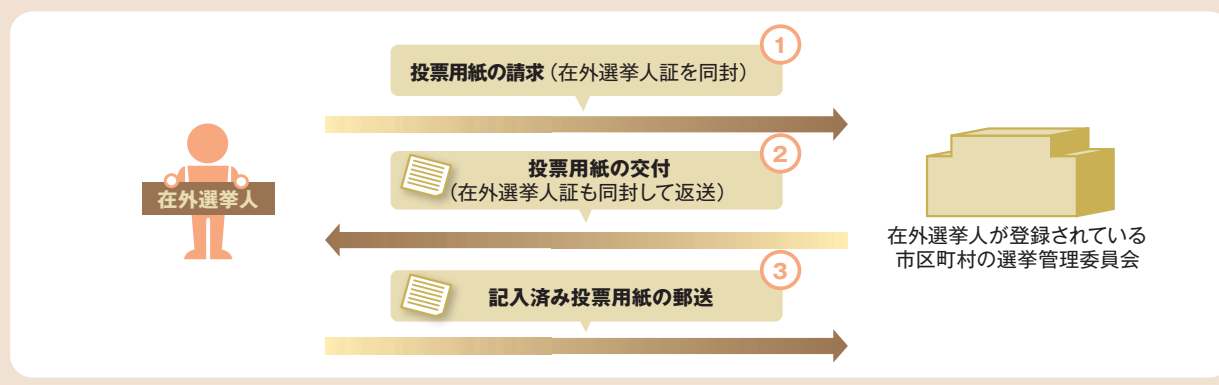 ①
投票用紙の請求（在外選挙人証を同封）
②
投票用紙の交付
（在外選挙人証も同封して返送）
在外選挙人
在外選挙人が登録されている
市区町村の選挙管理委員会
③
記入済み投票用紙の郵送